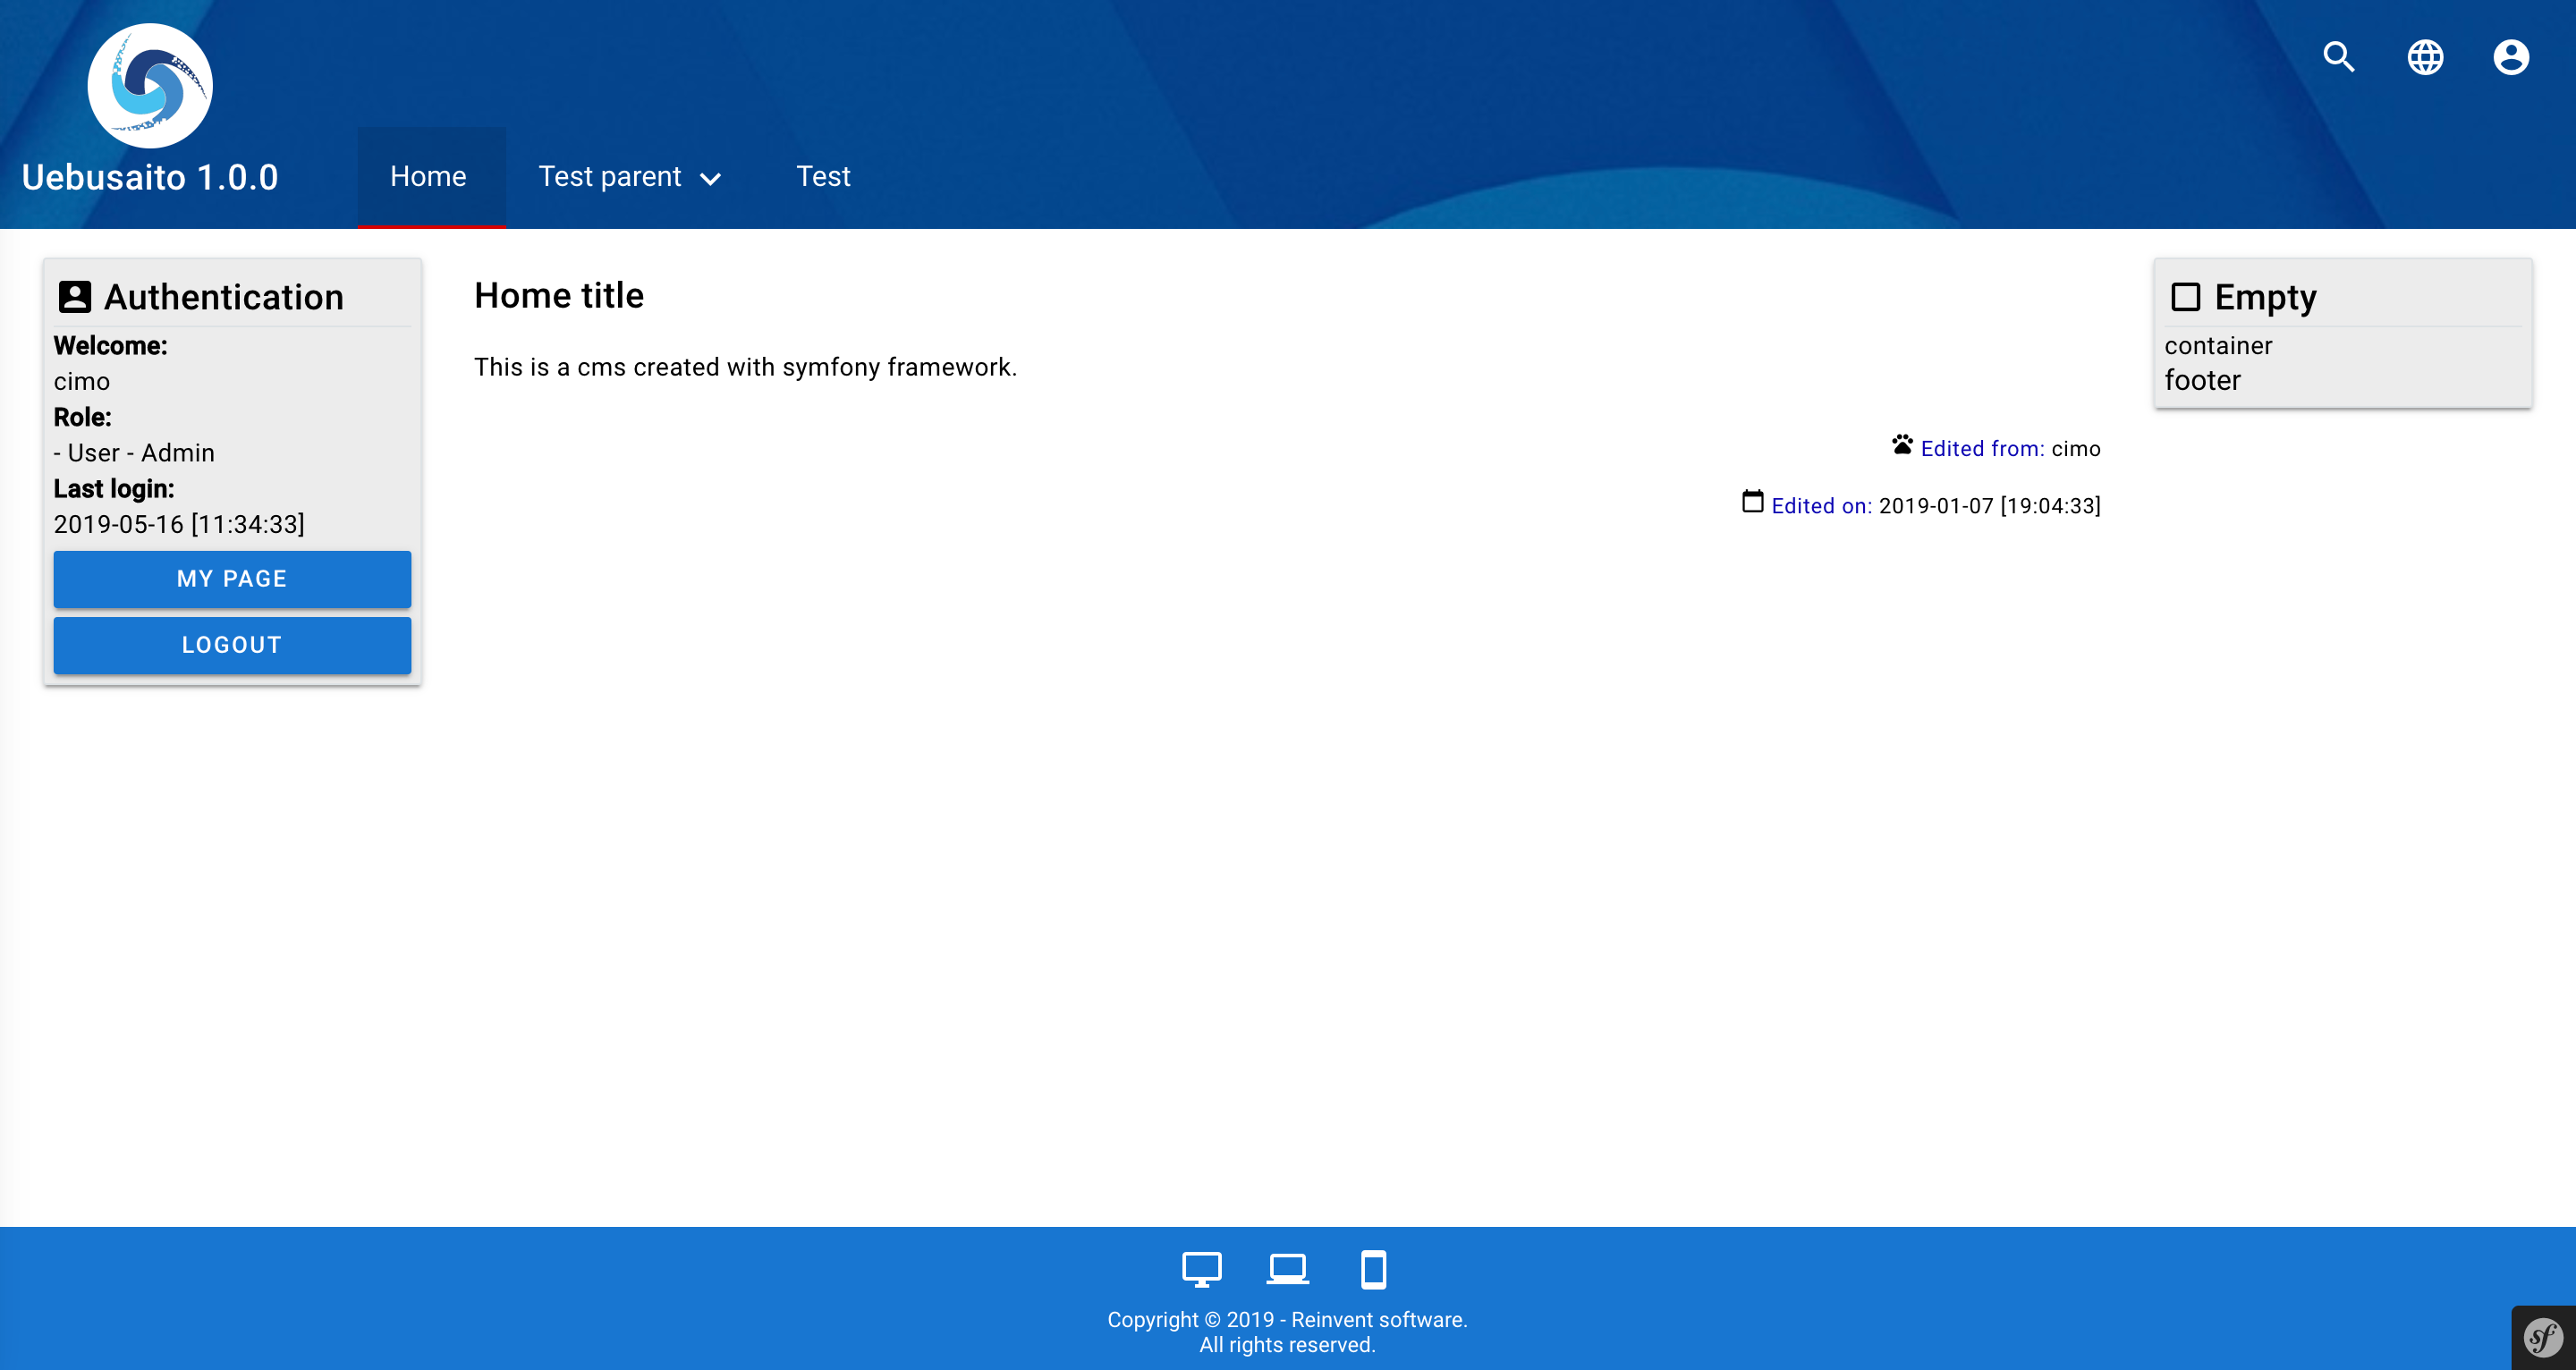 Uebusaito 1.0.0
Home
Test parent
Test
Authentication
Welcome:
cimo
Role:
- User - Admin
Last login:
2019-05-16 [11:34:33]
MY PAGE
LOGOUT
Home title
This is a cms created with symfony framework.
Edited from: cimo
Edited on: 2019-01-07 [19:04:33]
Empty
container
footer
Copyright © 2019 - Reinvent software.
All rights reserved.
sf